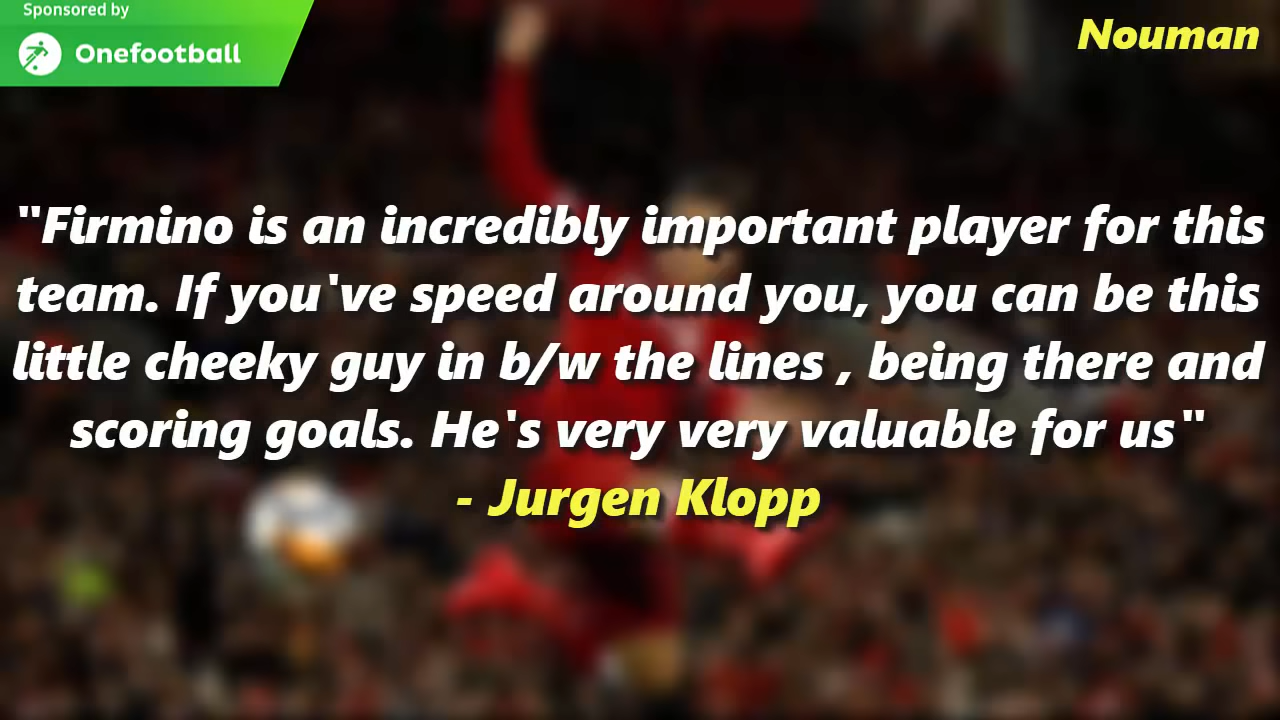 Sponsored by
Onefootball
Nouman
"Firmino is an incredibly important player for this
team. If you've speed around you, you can be this
little cheeky guy in b/w the lines , being there and
scoring goals. He's very very valuable for us"
- Jurgen Klopp